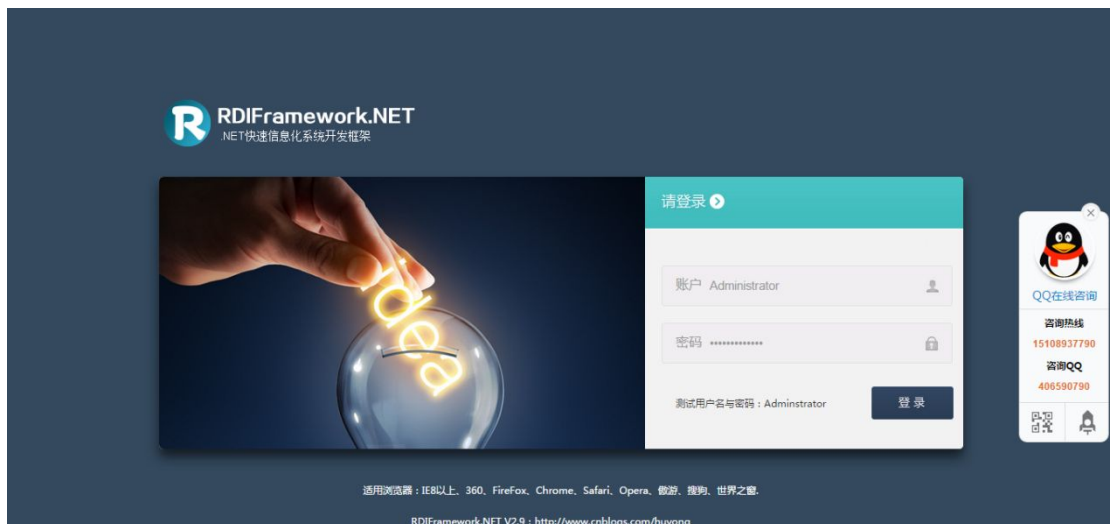 RDIFramework.NET
.NET快速信息化系统开发框架
idea
请登录
账户 Administrator
密码 •••••••••••••
测试用户名与密码：Adminstrator
登 录
QQ在线咨询
咨询热线
15108937790
咨询QQ
406590790
适用浏览器：IE8以上、360、FireFox、Chrome、Safari、Opera、傲游、搜狗、世界之窗.
RDIFramework.NET V2.9：http://www.cnblogs.com/huyong